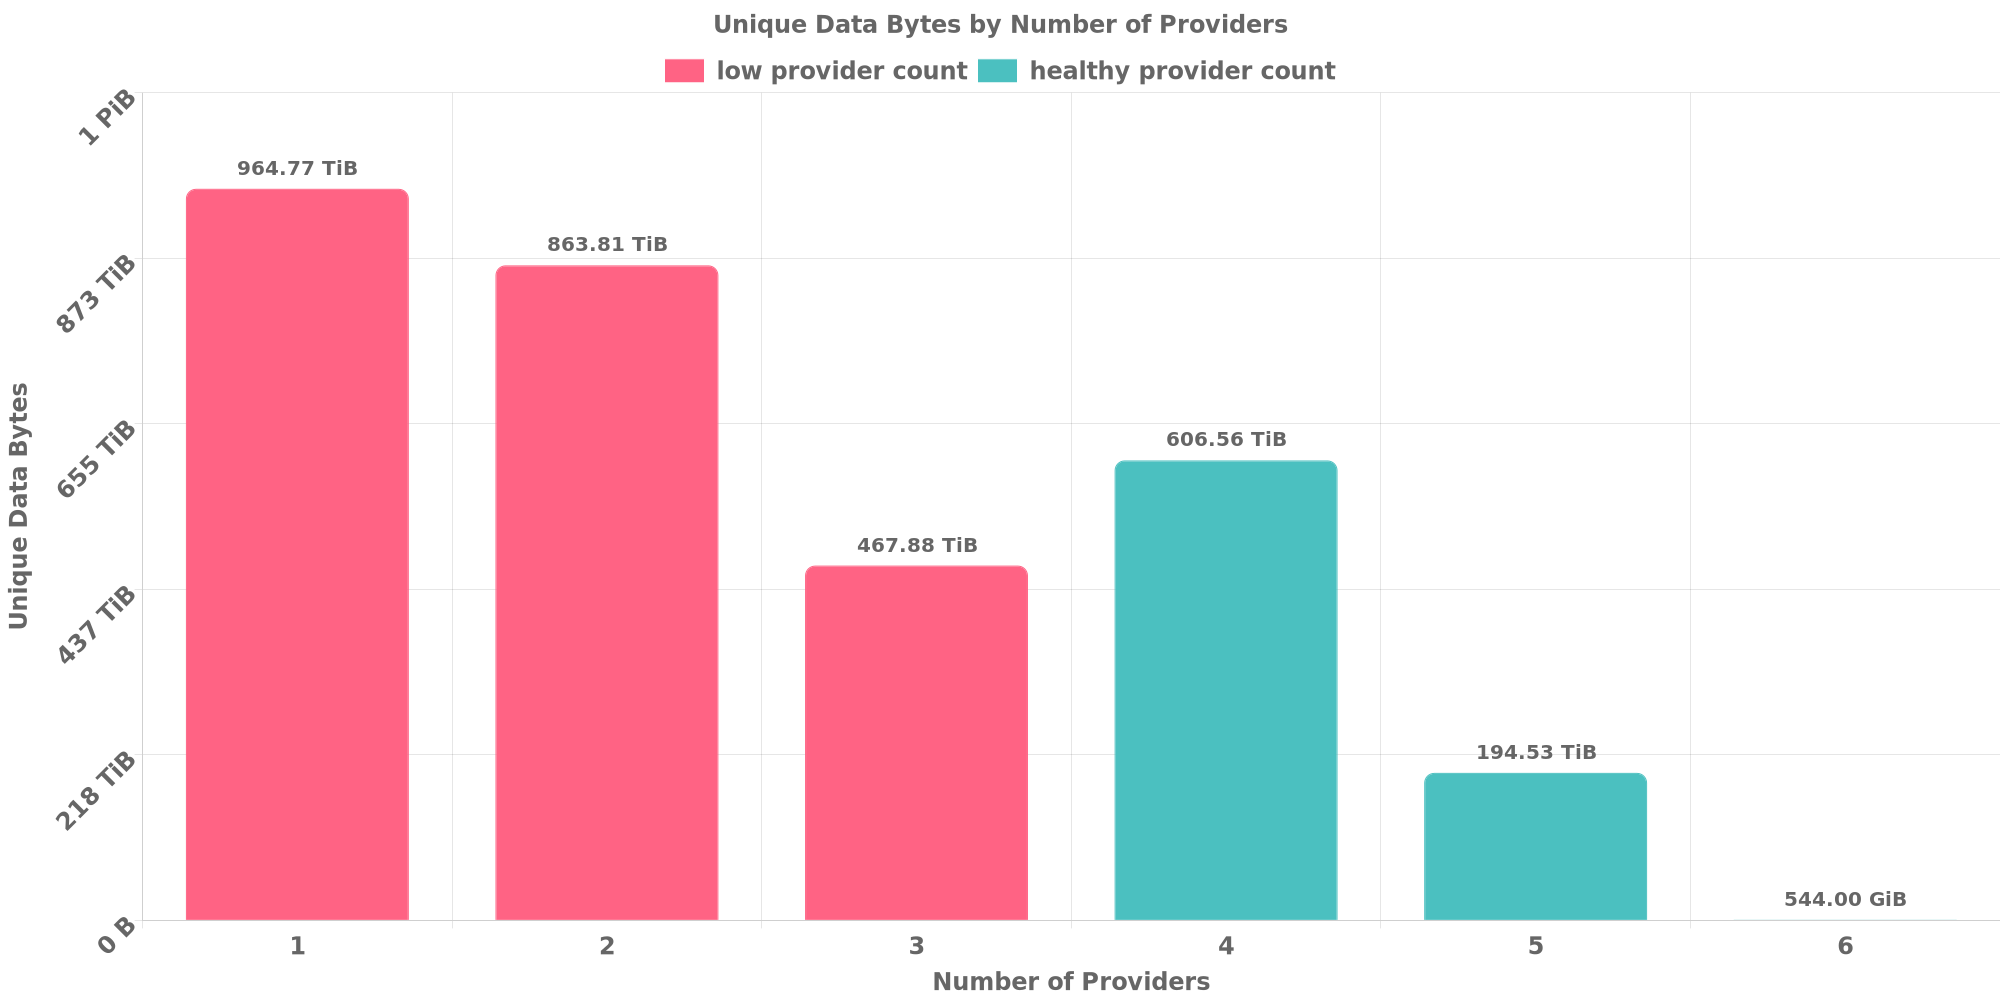 Unique Data Bytes by Number of Providers
low provider count healthy provider count
1 PiB
873 TiB
655 TiB
437 TiB
218 TiB
0 B
Unique Data Bytes
964.77 TiB
863.81 TiB
467.88 TiB
606.56 TiB
194.53 TiB
544.00 GiB
1 2 3 4 5 6
Number of Providers